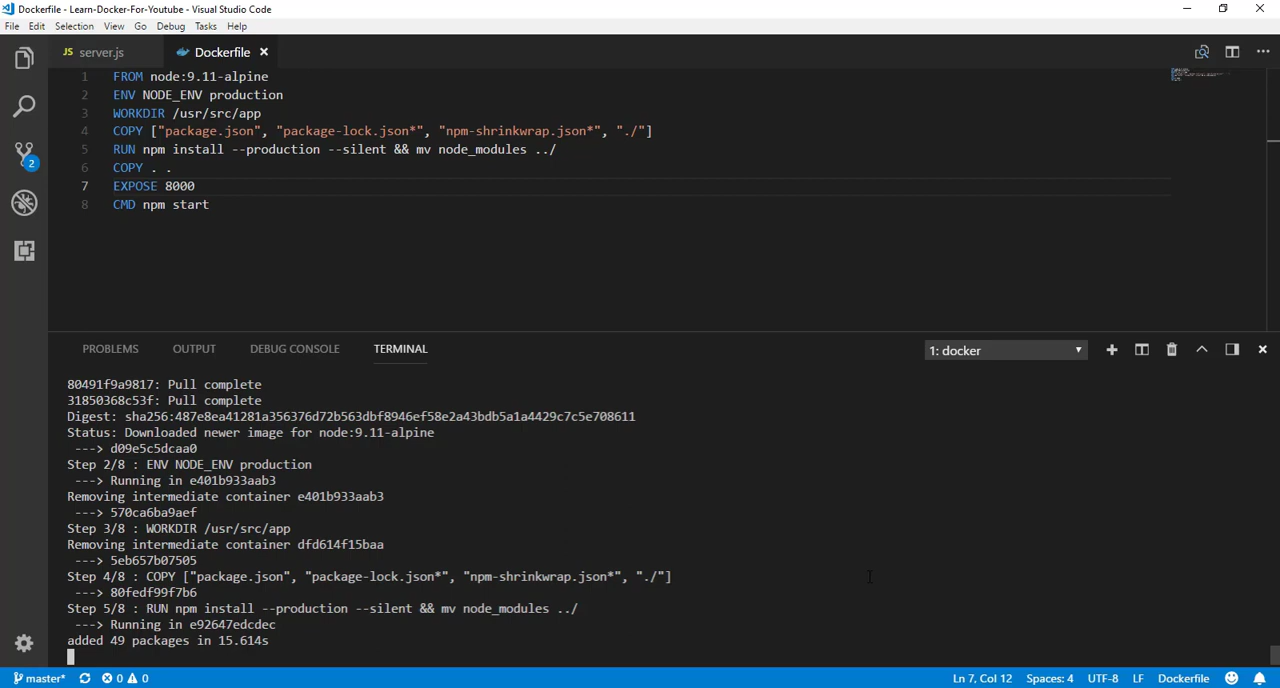 Dockerfile - Learn-Docker-For-Youtube - Visual Studio Code
File Edit Selection View Go Debug Tasks Help
JS server.js Dockerfile
1 FROM node:9.11-alpine
2 ENV NODE_ENV production
3 WORKDIR /usr/src/app
4 COPY ["package.json", "package-lock.json*", "npm-shrinkwrap.json*", "./"]
5 RUN npm install --production --silent && mv node_modules ../
6 COPY . .
7 EXPOSE 8000
8 CMD npm start
2
PROBLEMS OUTPUT DEBUG CONSOLE TERMINAL 1: docker
80491f9a9817: Pull complete
31850368c53f: Pull complete
Digest: sha256:487e8ea41281a356376d72b563dbf8946ef58e2a43bdb5a1a4429c7c5e708611
Status: Downloaded newer image for node:9.11-alpine
---> d09e5c5dcaa0
Step 2/8 : ENV NODE_ENV production
---> Running in e401b933aab3
Removing intermediate container e401b933aab3
---> 570ca6ba9aef
Step 3/8 : WORKDIR /usr/src/app
Removing intermediate container dfd614f15baa
---> 5eb657b07505
Step 4/8 : COPY ["package.json", "package-lock.json*", "npm-shrinkwrap.json*", "./"]
---> 80fedf99f7b6
Step 5/8 : RUN npm install --production --silent && mv node_modules ../
---> Running in e92647edcdec
added 49 packages in 15.614s
master* 0 0 Ln 7, Col 12 Spaces: 4 UTF-8 LF Dockerfile